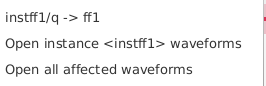 instff1/q -> ff1
Open instance <instff1> waveforms
Open all affected waveforms